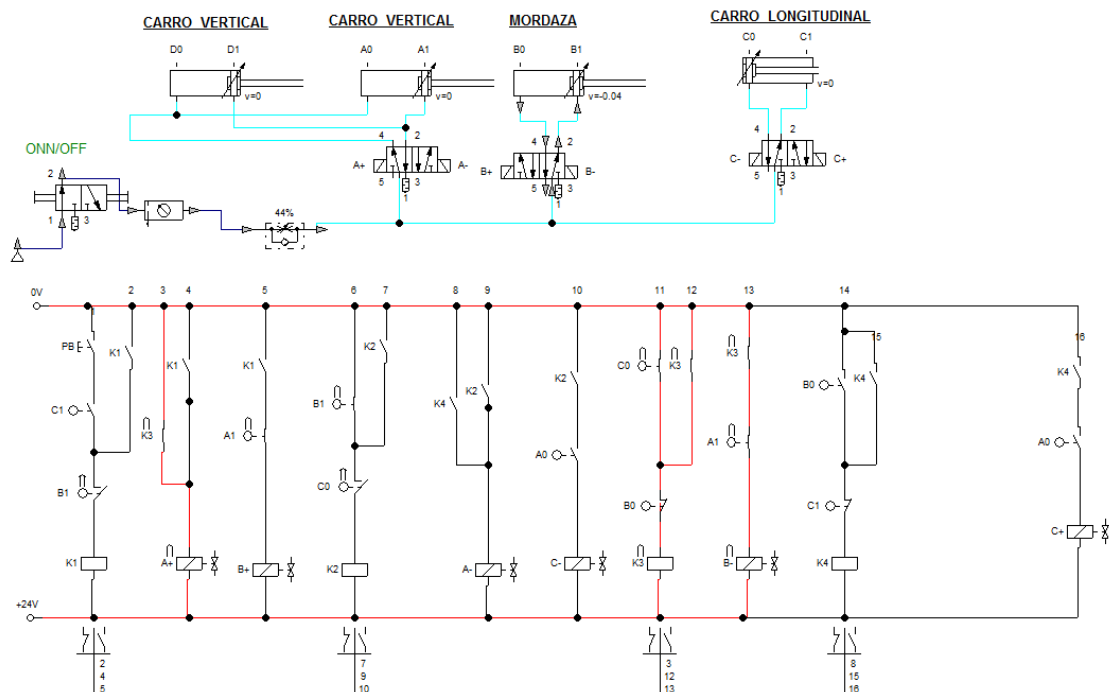 CARRO VERTICAL CARRO VERTICAL MORDAZA CARRO LONGITUDINAL
D0 D1 A0 A1 B0 B1 C0 C1
v=0 v=0 v=-0.04 v=0
4 2 4 2 4 2
ONN/OFF
A+ A- B+ B- C- C+
5 3 5 3 5 3
1 1 1
2
44%
1 3
0V 1 2 3 4 5 6 7 8 9 10 11 12 13 14 15 16
PB K1 K1 K1 K2 K2 C0 K3 K3 B0 K4 K4
C1 K3 A1 B1 K4 K2 A0 A1 A0
B1 C0 B0 C1
K1 A+ B+ K2 A- C- K3 B- K4 C+
+24V
2 7 3 8
4 9 12 15
5 10 13 16